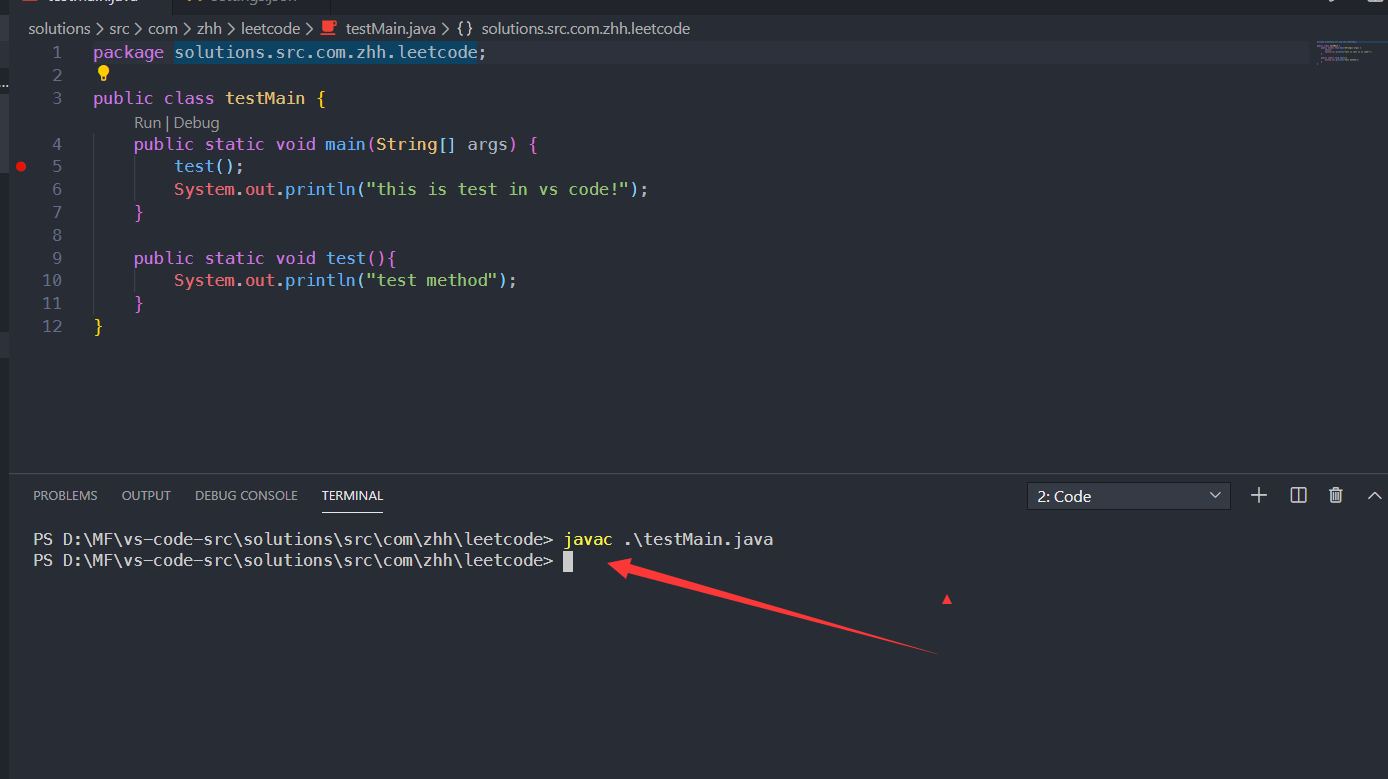 solutions > src > com > zhh > leetcode > testMain.java > {} solutions.src.com.zhh.leetcode
1 package solutions.src.com.zhh.leetcode;
2
3 public class testMain {
Run | Debug
4 public static void main(String[] args) {
5 test();
6 System.out.println("this is test in vs code!");
7 }
8
9 public static void test(){
10 System.out.println("test method");
11 }
12 }
PROBLEMS OUTPUT DEBUG CONSOLE TERMINAL 2: Code
PS D:\MF\vs-code-src\solutions\src\com\zhh\leetcode> javac .\testMain.java
PS D:\MF\vs-code-src\solutions\src\com\zhh\leetcode>